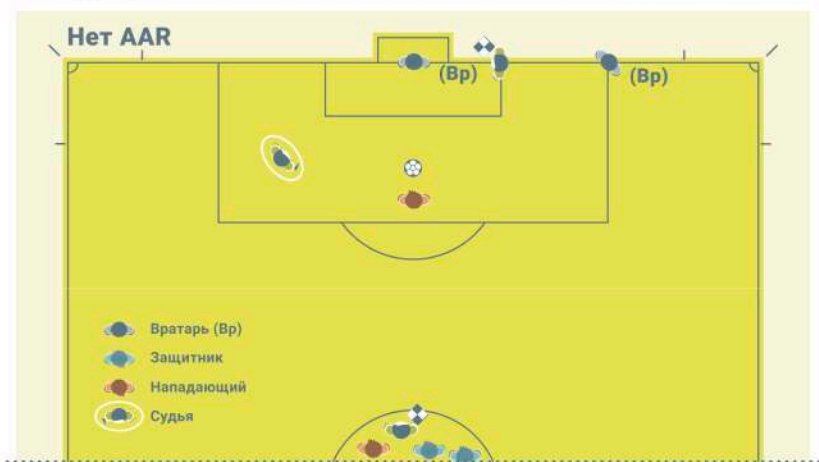 Нет AAR
(Вр)
(Вр)
Вратарь (Вр)
Защитник
Нападающий
Судья